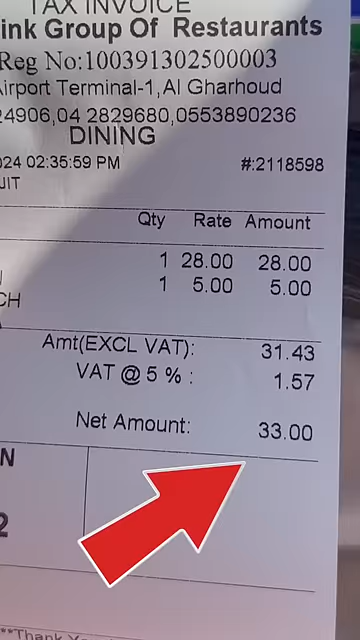 TAX INVOICE
ink Group Of Restaurants
Reg No:100391302500003
Airport Terminal-1,Al Gharhoud
24906,04 2829680,0553890236
DINING
024 02:35:59 PM #:2118598
UIT
Qty Rate Amount
1 28.00 28.00
1 5.00 5.00
CH
Amt(EXCL VAT): 31.43
VAT @ 5 % : 1.57
Net Amount: 33.00
N
2
**Thank